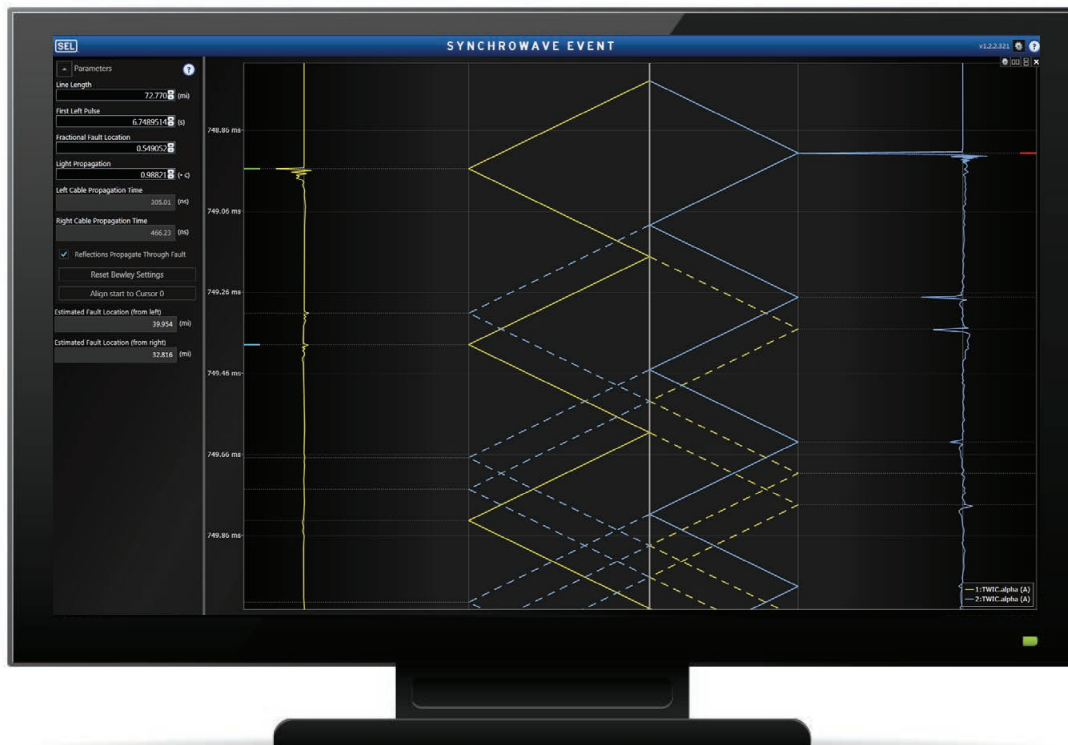 SEL
SYNCHROWAVE EVENT
v1.2.2.321
?
Parameters
?
Line Length
72.770 (mi)
First Left Pulse
6.7489514 (s)
Fractional Fault Location
0.549052
Light Propagation
0.98821 (* c)
Left Cable Propagation Time
305.01 (ns)
Right Cable Propagation Time
466.23 (ns)
Reflections Propagate Through Fault
Reset Bewley Settings
Align start to Cursor 0
Estimated Fault Location (from left)
39.954 (mi)
Estimated Fault Location (from right)
32.816 (mi)
748.86 ms
749.06 ms
749.26 ms
749.46 ms
749.66 ms
749.86 ms
1:TWIC.alpha (A)
2:TWIC.alpha (A)